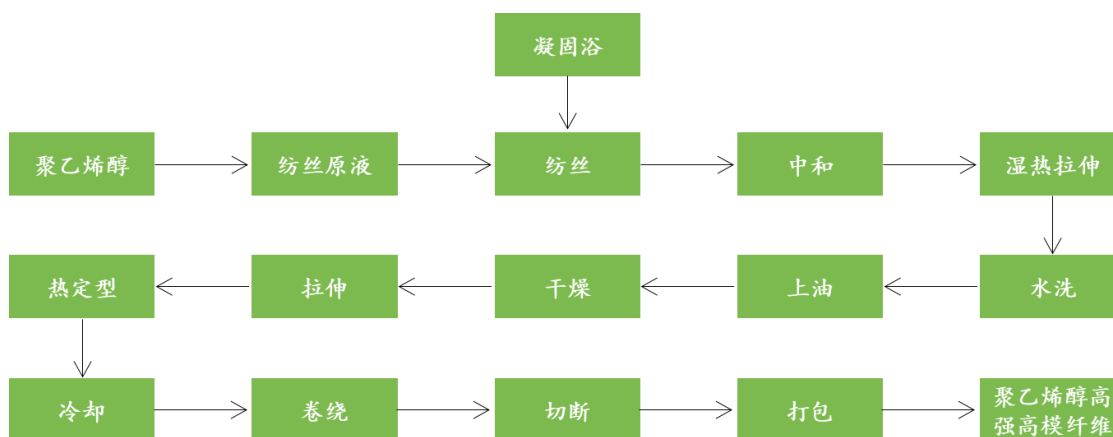 凝固浴
聚乙烯醇
纺丝原液
纺丝
中和
湿热拉伸
热定型
拉伸
干燥
上油
水洗
冷却
卷绕
切断
打包
聚乙烯醇高
强高模纤维